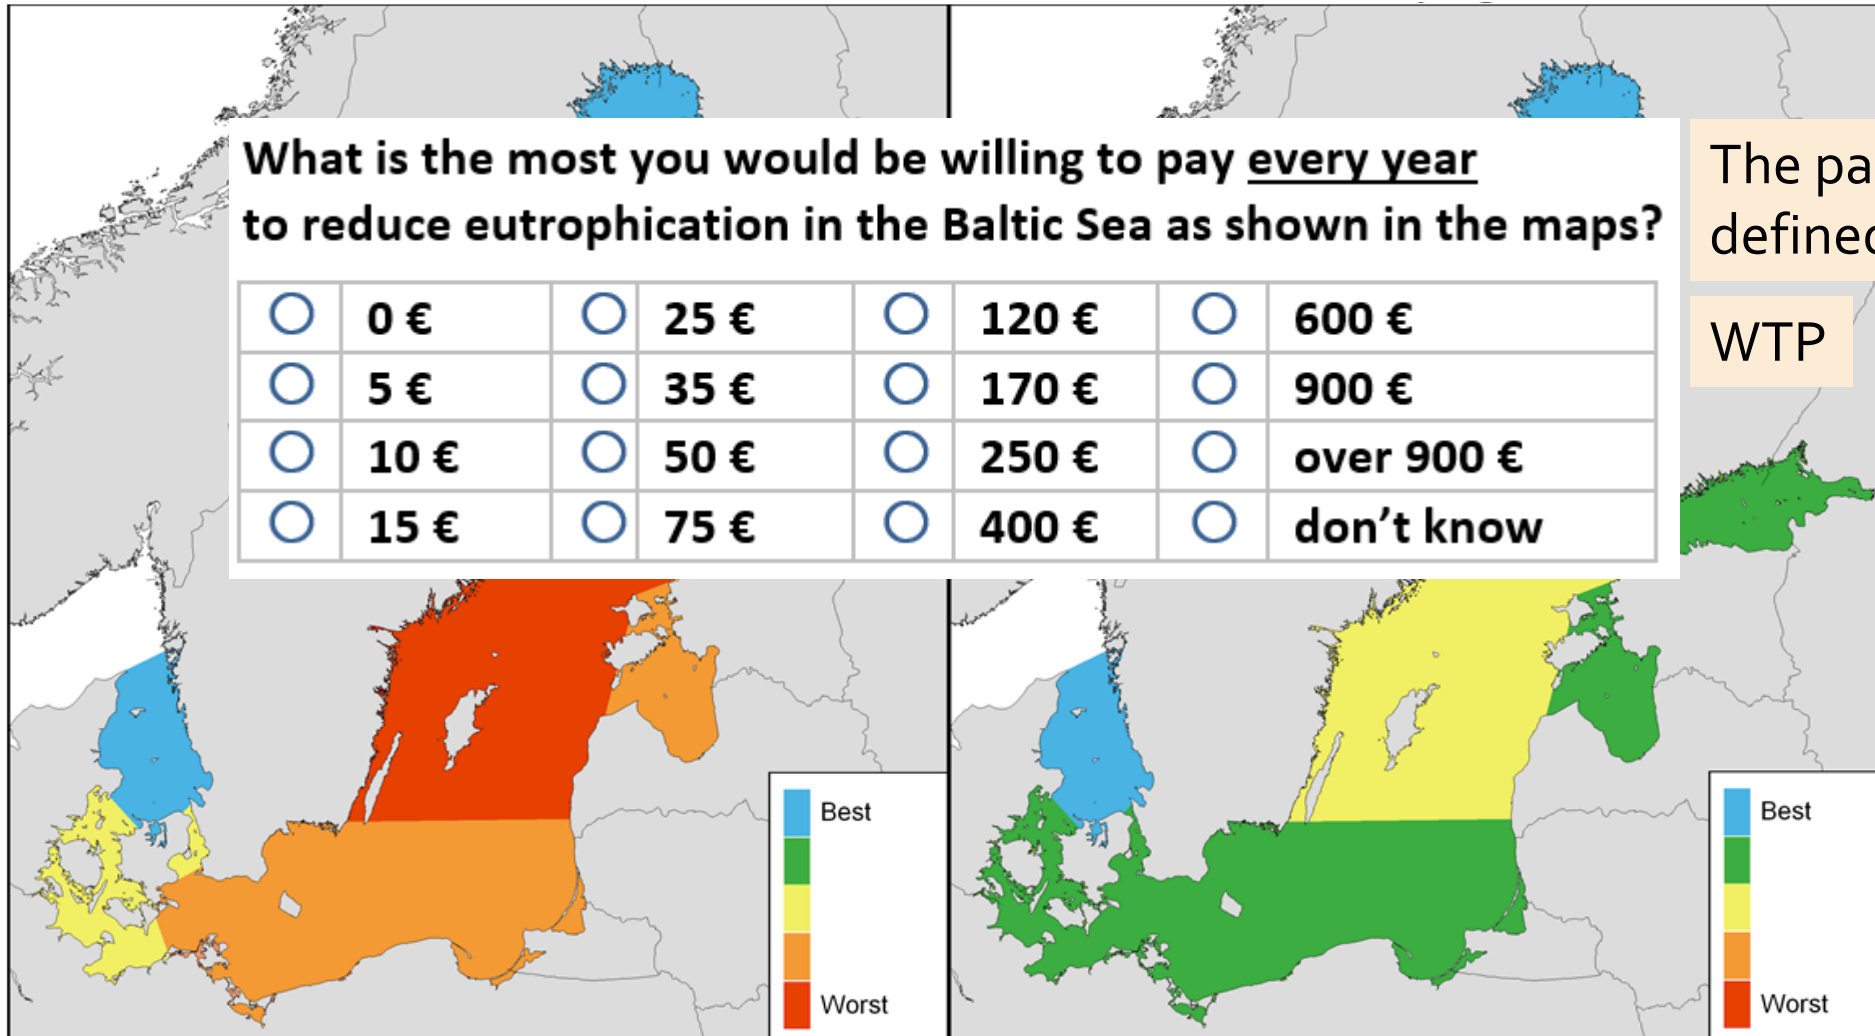 What is the most you would be willing to pay every year
to reduce eutrophication in the Baltic Sea as shown in the maps?
0 € 25 € 120 € 600 €
5 € 35 € 170 € 900 €
10 € 50 € 250 € over 900 €
15 € 75 € 400 € don’t know
The
WTP
Best
Worst
Best
Worst